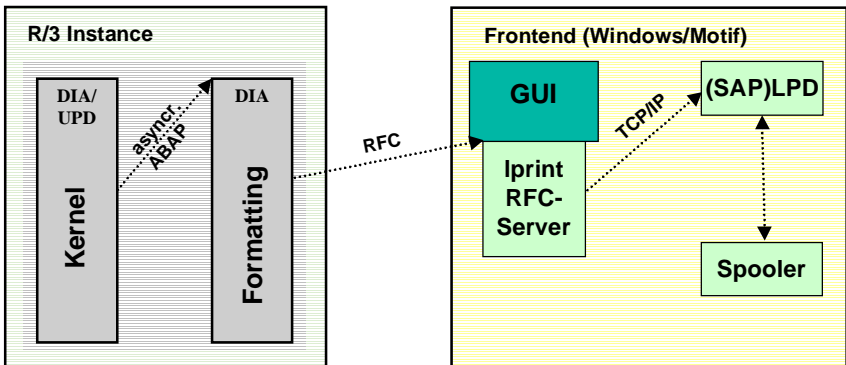 R/3 Instance
DIA/
UPD
Kernel
asyncr.
ABAP
DIA
Formatting
RFC
Frontend (Windows/Motif)
GUI
Iprint
RFC-
Server
TCP/IP
(SAP)LPD
Spooler